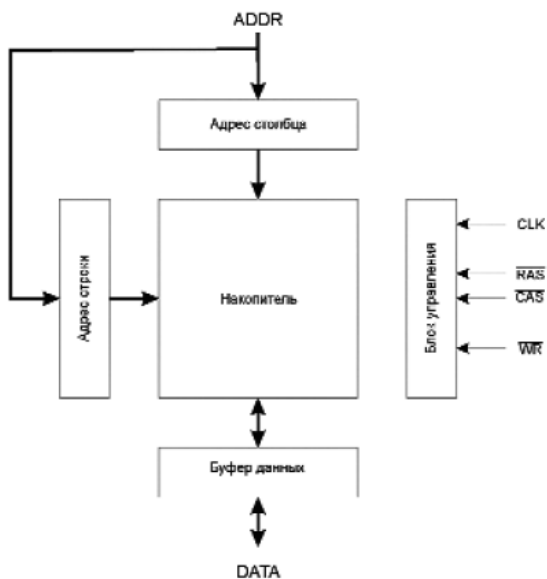 ADDR
Адрес столбца
Адрес строки
Накопитель
Блок управления
CLK
RAS
CAS
WR
Буфер данных
DATA